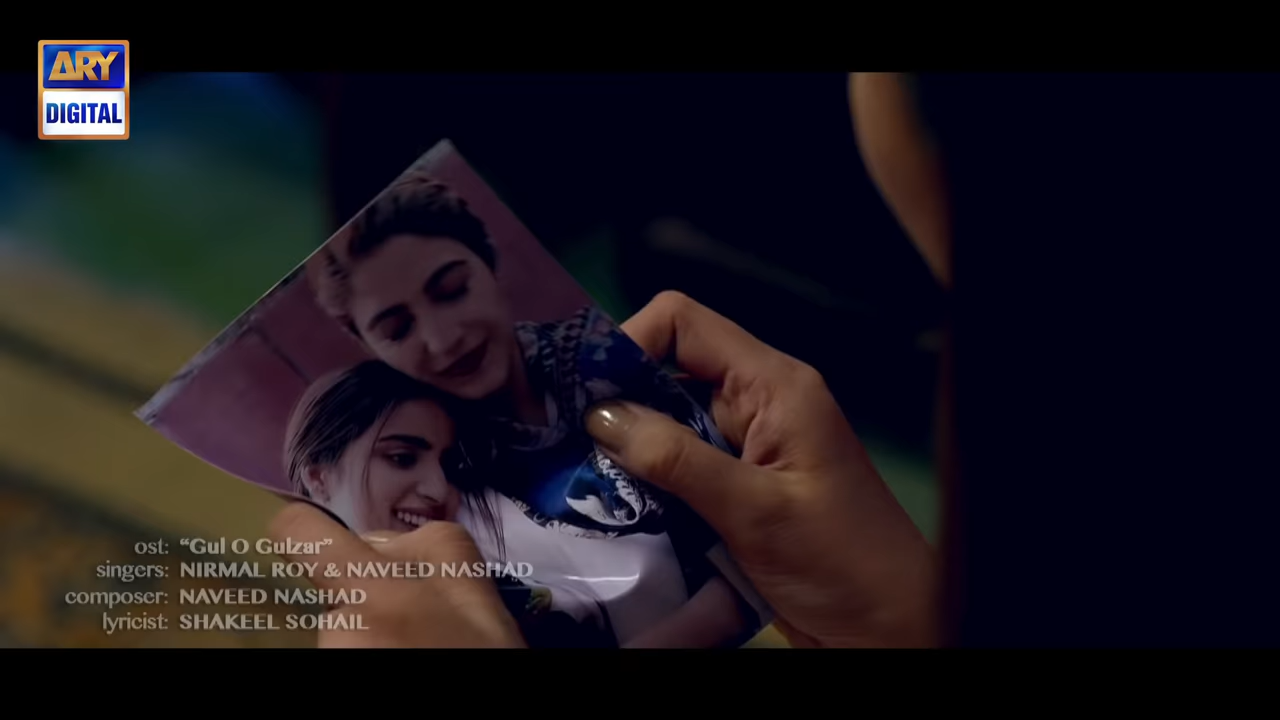 ARY
DIGITAL
ost: “Gul O Gulzar”
singers: NIRMAL ROY & NAVEED NASHAD
composer: NAVEED NASHAD
lyricist: SHAKEEL SOHAIL